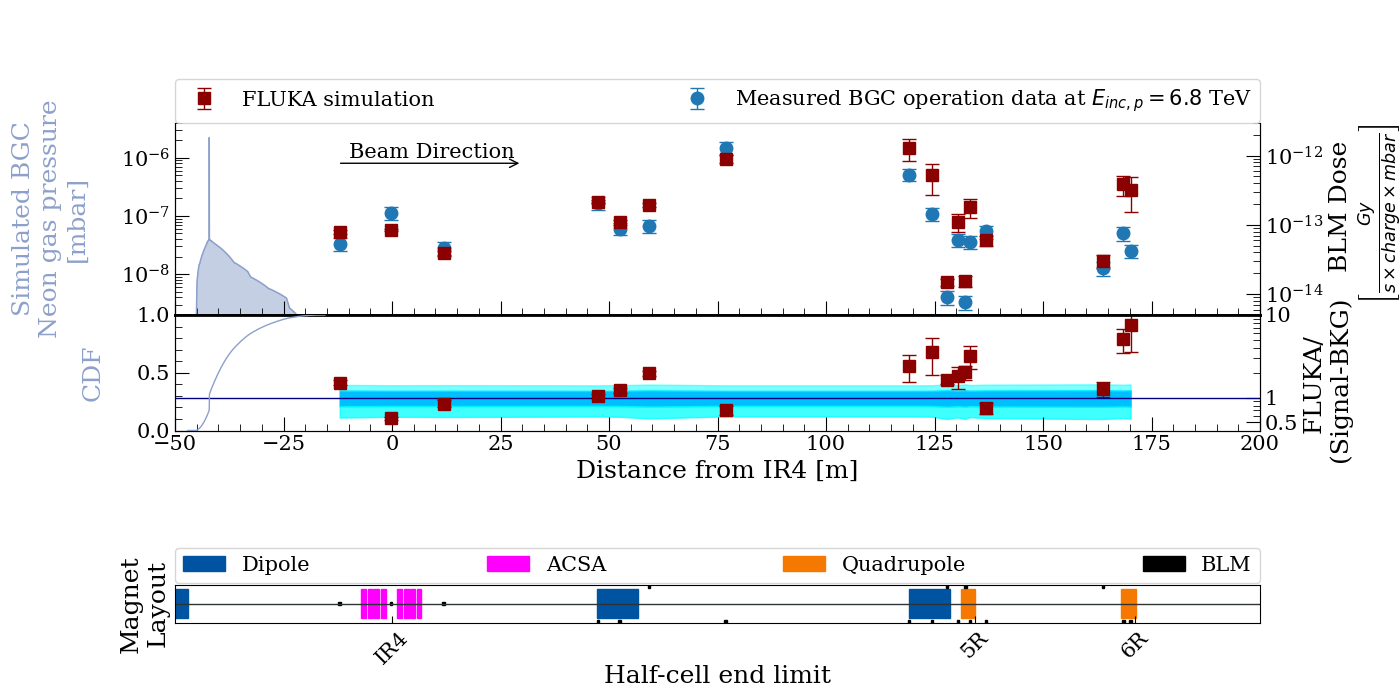 FLUKA simulation
Measured BGC operation data at E_{inc, p} = 6.8 TeV
Simulated BGC
Neon gas pressure
[mbar]
10^{-6}
10^{-7}
10^{-8}
Beam Direction
10^{-12}
10^{-13}
10^{-14}
BLM Dose
[Gy / s × charge × mbar]
CDF
1.0
1.0
0.5
0.0
10
1
0.5
FLUKA/
(Signal-BKG)
−50 −25 0 25 50 75 100 125 150 175 200
Distance from IR4 [m]
Dipole ACSA Quadrupole BLM
Magnet
Layout
IR4 5R 6R
Half-cell end limit